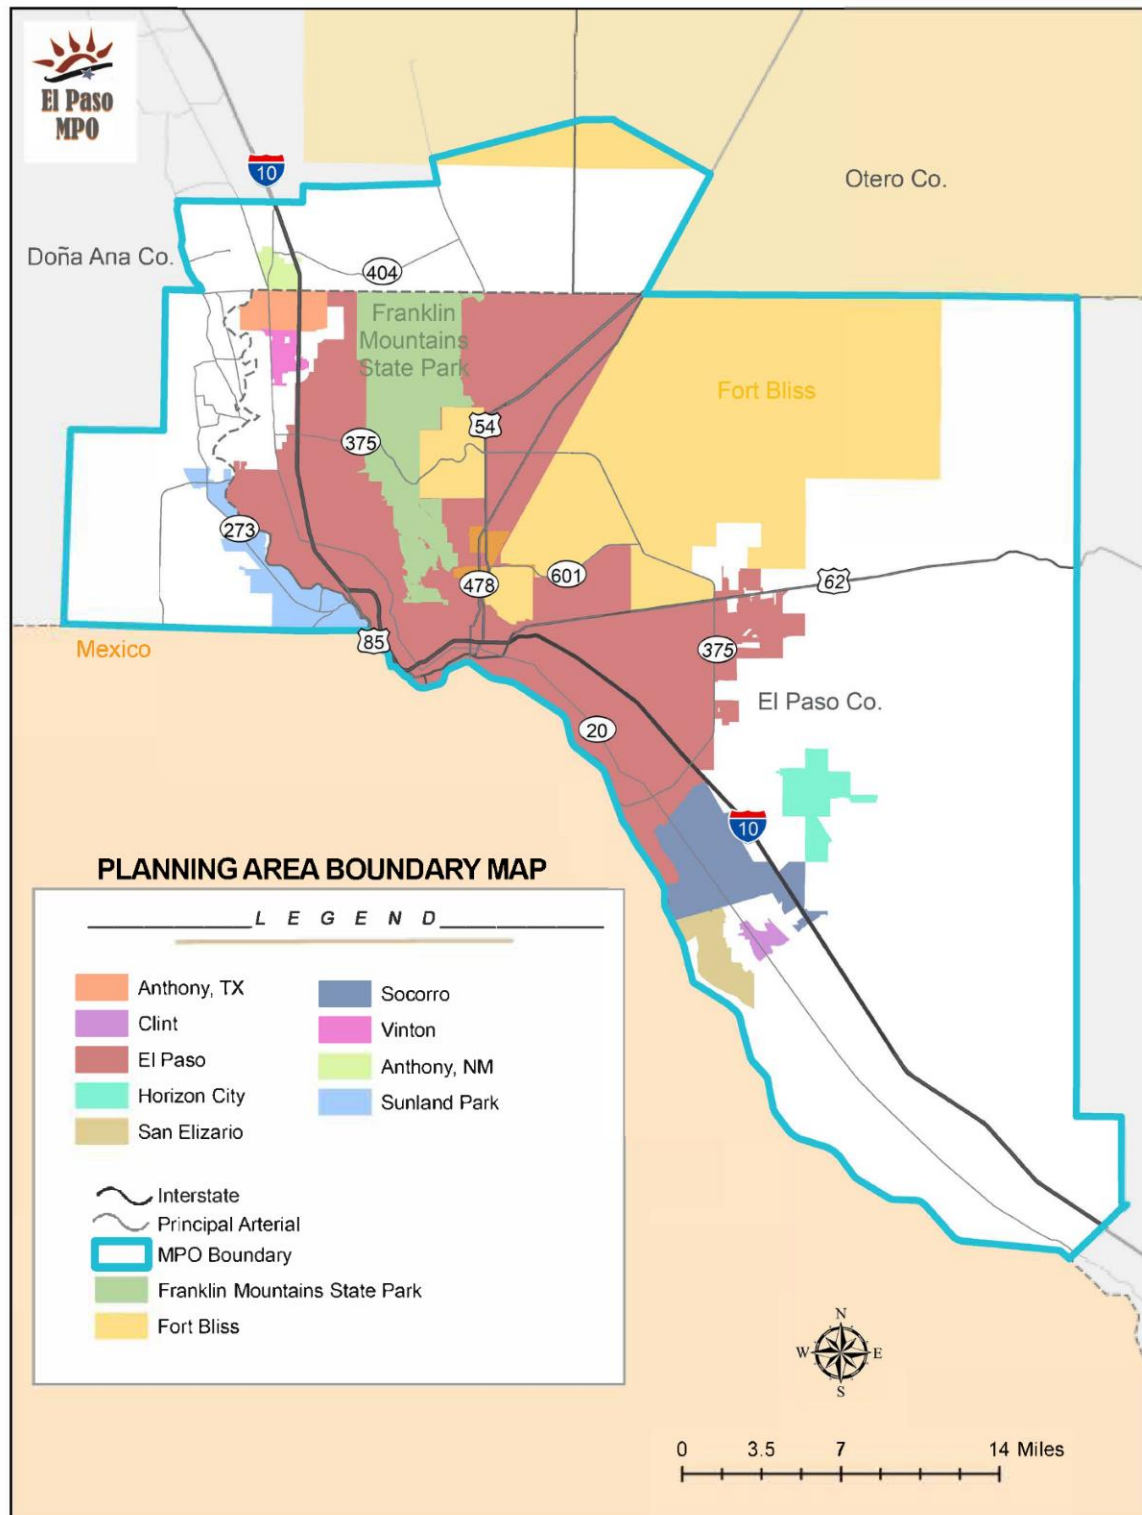 El Paso
MPO
10
Otero Co.
Doña Ana Co.
404
Franklin
Mountains
State Park
Fort Bliss
54
375
273
478
601
62
Mexico
85
375
El Paso Co.
20
10
PLANNING AREA BOUNDARY MAP
LEGEND
Anthony, TX
Clint
El Paso
Horizon City
San Elizario
Socorro
Vinton
Anthony, NM
Sunland Park
Interstate
Principal Arterial
MPO Boundary
Franklin Mountains State Park
Fort Bliss
N
W E
S
0 3.5 7 14 Miles